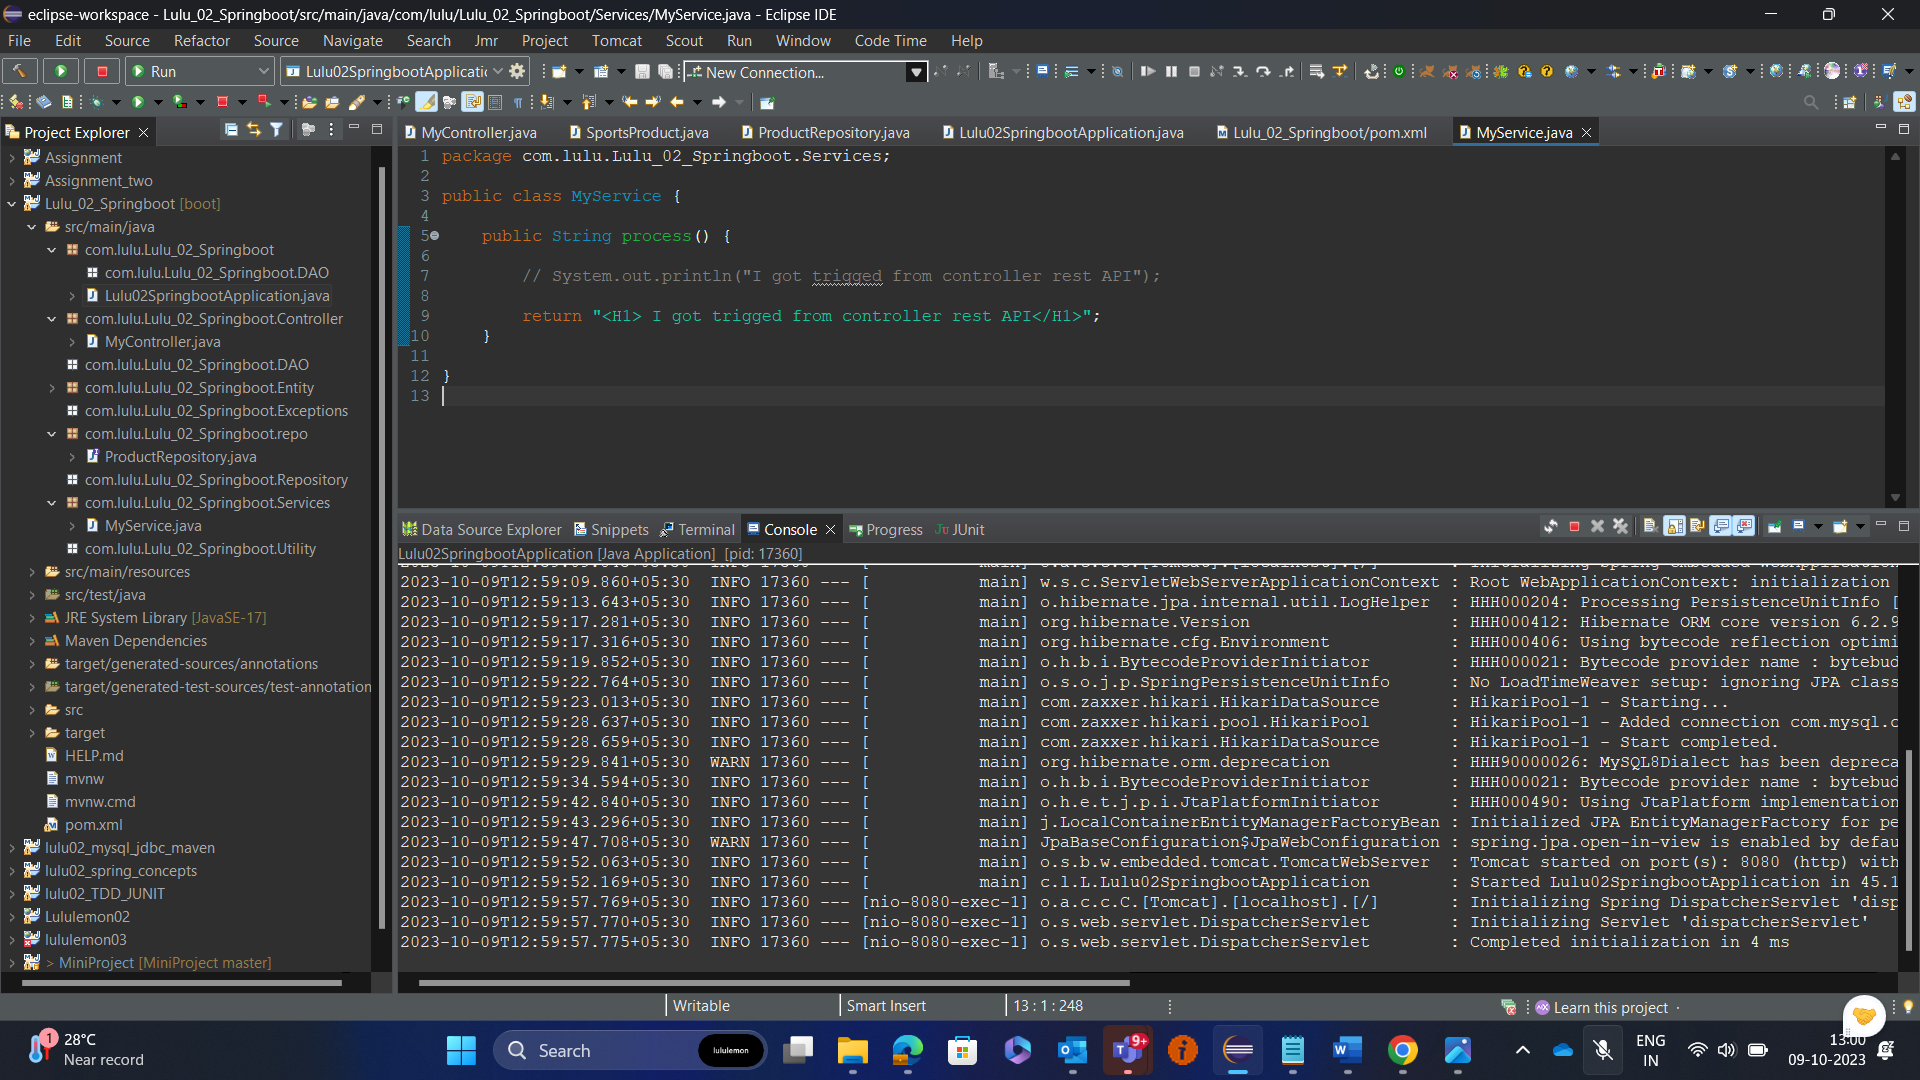 eclipse-workspace - Lulu_02_Springboot/src/main/java/com/lulu/Lulu_02_Springboot/Services/MyService.java - Eclipse IDE
File Edit Source Refactor Source Navigate Search Jmr Project Tomcat Scout Run Window Code Time Help
Run
Lulu02SpringbootApplicatic
New Connection...
Project Explorer
MyController.java SportsProduct.java ProductRepository.java Lulu02SpringbootApplication.java Lulu_02_Springboot/pom.xml MyService.java
Assignment
Assignment_two
Lulu_02_Springboot [boot]
src/main/java
com.lulu.Lulu_02_Springboot
com.lulu.Lulu_02_Springboot.DAO
Lulu02SpringbootApplication.java
com.lulu.Lulu_02_Springboot.Controller
MyController.java
com.lulu.Lulu_02_Springboot.DAO
com.lulu.Lulu_02_Springboot.Entity
com.lulu.Lulu_02_Springboot.Exceptions
com.lulu.Lulu_02_Springboot.repo
ProductRepository.java
com.lulu.Lulu_02_Springboot.Repository
com.lulu.Lulu_02_Springboot.Services
MyService.java
com.lulu.Lulu_02_Springboot.Utility
src/main/resources
src/test/java
JRE System Library [JavaSE-17]
Maven Dependencies
target/generated-sources/annotations
target/generated-test-sources/test-annotation
src
target
HELP.md
mvnw
mvnw.cmd
pom.xml
lulu02_mysql_jdbc_maven
lulu02_spring_concepts
lulu02_TDD_JUNIT
Lululemon02
lululemon03
> MiniProject [MiniProject master]
1 package com.lulu.Lulu_02_Springboot.Services;
2
3 public class MyService {
4
5 public String process() {
6
7 // System.out.println("I got trigged from controller rest API");
8
9 return "<H1> I got trigged from controller rest API</H1>";
10 }
11
12 }
13
Data Source Explorer Snippets Terminal Console Progress JUnit
Lulu02SpringbootApplication [Java Application] [pid: 17360]
2023-10-09T12:59:09.860+05:30 INFO 17360 --- [ main] w.s.c.ServletWebServerApplicationContext : Root WebApplicationContext: initialization
2023-10-09T12:59:13.643+05:30 INFO 17360 --- [ main] o.hibernate.jpa.internal.util.LogHelper : HHH000204: Processing PersistenceUnitInfo [
2023-10-09T12:59:17.281+05:30 INFO 17360 --- [ main] org.hibernate.Version : HHH000412: Hibernate ORM core version 6.2.9
2023-10-09T12:59:17.316+05:30 INFO 17360 --- [ main] org.hibernate.cfg.Environment : HHH000406: Using bytecode reflection optimi
2023-10-09T12:59:19.852+05:30 INFO 17360 --- [ main] o.h.b.i.BytecodeProviderInitiator : HHH000021: Bytecode provider name : bytebud
2023-10-09T12:59:22.764+05:30 INFO 17360 --- [ main] o.s.o.j.p.SpringPersistenceUnitInfo : No LoadTimeWeaver setup: ignoring JPA class
2023-10-09T12:59:23.013+05:30 INFO 17360 --- [ main] com.zaxxer.hikari.HikariDataSource : HikariPool-1 - Starting...
2023-10-09T12:59:28.637+05:30 INFO 17360 --- [ main] com.zaxxer.hikari.pool.HikariPool : HikariPool-1 - Added connection com.mysql.c
2023-10-09T12:59:28.659+05:30 INFO 17360 --- [ main] com.zaxxer.hikari.HikariDataSource : HikariPool-1 - Start completed.
2023-10-09T12:59:29.841+05:30 WARN 17360 --- [ main] org.hibernate.orm.deprecation : HHH90000026: MySQL8Dialect has been depreca
2023-10-09T12:59:34.594+05:30 INFO 17360 --- [ main] o.h.b.i.BytecodeProviderInitiator : HHH000021: Bytecode provider name : bytebud
2023-10-09T12:59:42.840+05:30 INFO 17360 --- [ main] o.h.e.t.j.p.i.JtaPlatformInitiator : HHH000490: Using JtaPlatform implementation
2023-10-09T12:59:43.296+05:30 INFO 17360 --- [ main] j.LocalContainerEntityManagerFactoryBean : Initialized JPA EntityManagerFactory for pe
2023-10-09T12:59:47.708+05:30 WARN 17360 --- [ main] JpaBaseConfiguration$JpaWebConfiguration : spring.jpa.open-in-view is enabled by defau
2023-10-09T12:59:52.063+05:30 INFO 17360 --- [ main] o.s.b.w.embedded.tomcat.TomcatWebServer : Tomcat started on port(s): 8080 (http) with
2023-10-09T12:59:52.169+05:30 INFO 17360 --- [ main] c.l.L.Lulu02SpringbootApplication : Started Lulu02SpringbootApplication in 45.1
2023-10-09T12:59:57.769+05:30 INFO 17360 --- [nio-8080-exec-1] o.a.c.c.C.[Tomcat].[localhost].[/] : Initializing Spring DispatcherServlet 'disp
2023-10-09T12:59:57.770+05:30 INFO 17360 --- [nio-8080-exec-1] o.s.web.servlet.DispatcherServlet : Initializing Servlet 'dispatcherServlet'
2023-10-09T12:59:57.775+05:30 INFO 17360 --- [nio-8080-exec-1] o.s.web.servlet.DispatcherServlet : Completed initialization in 4 ms
Writable Smart Insert 13 : 1 : 248 Learn this project
1 28°C
Near record
Search
lululemon
9+
ENG
IN
13:00
09-10-2023